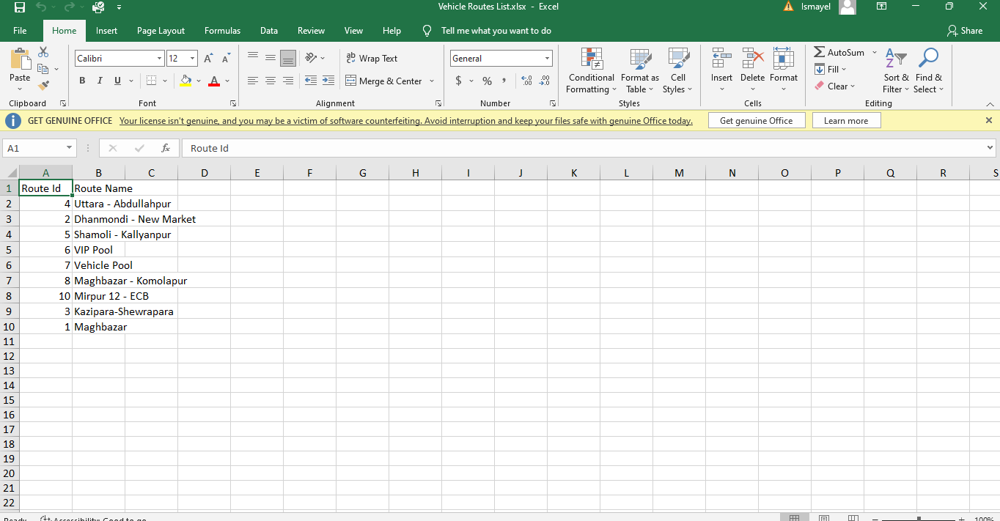 Vehicle Routes List.xlsx - Excel
Ismayel
File Home Insert Page Layout Formulas Data Review View Help Tell me what you want to do Share
Calibri 12 A A ab Wrap Text General AutoSum
Paste B I U A Merge & Center $ % , Conditional Formatting Format as Table Cell Styles Insert Delete Format Fill Clear Sort & Filter Find & Select
Clipboard Font Alignment Number Styles Cells Editing
GET GENUINE OFFICE Your license isn't genuine, and you may be a victim of software counterfeiting. Avoid interruption and keep your files safe with genuine Office today. Get genuine Office Learn more
A1 fx Route Id
A B C D E F G H I J K L M N O P Q R S
1 Route Id Route Name
2 4 Uttara - Abdullahpur
3 2 Dhanmondi - New Market
4 5 Shamoli - Kallyanpur
5 6 VIP Pool
6 7 Vehicle Pool
7 8 Maghbazar - Komolapur
8 10 Mirpur 12 - ECB
9 3 Kazipara-Shewrapara
10 1 Maghbazar
11
12
13
14
15
16
17
18
19
20
21
22
Ready Accessibility: Good to go 100%